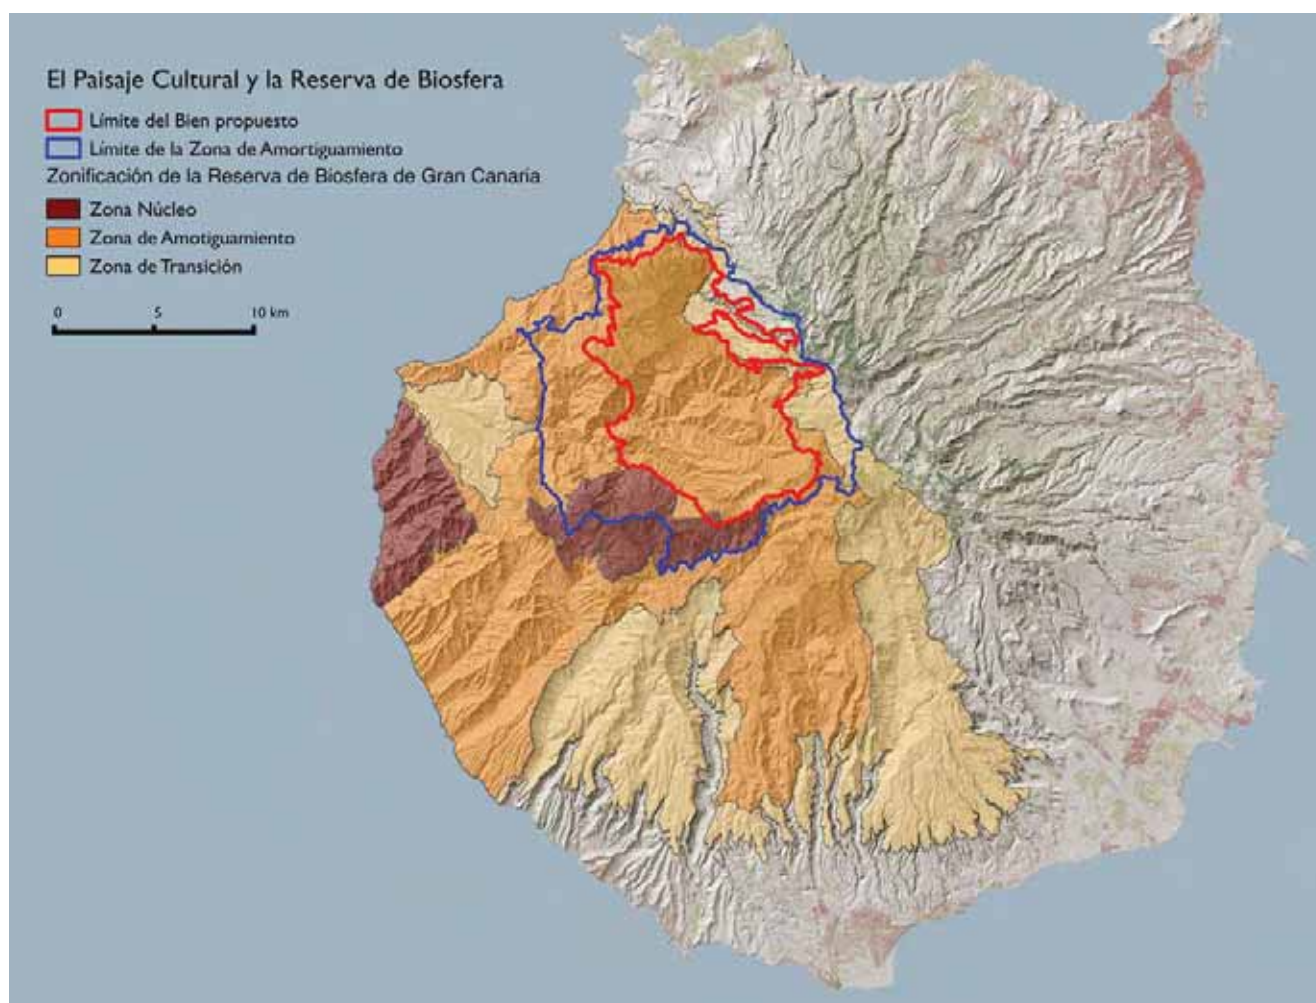 El Paisaje Cultural y la Reserva de Biosfera
Límite del Bien propuesto
Límite de la Zona de Amortiguamiento
Zonificación de la Reserva de Biosfera de Gran Canaria
Zona Núcleo
Zona de Amotiguamiento
Zona de Transición
0 5 10 km